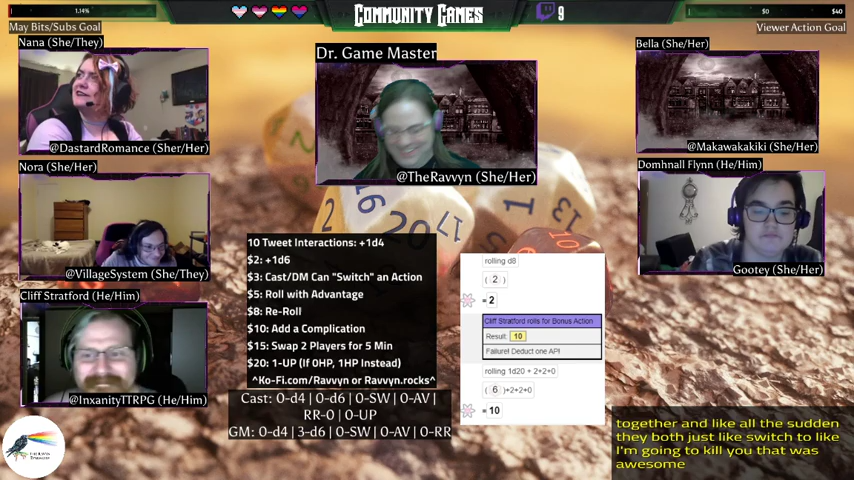 1.14%
COMMUNITY GAMES
9
$0
$40
May Bits/Subs Goal
Viewer Action Goal
Nana (She/They)
@DastardRomance (Sher/Her)
Dr. Game Master
@TheRavvyn (She/Her)
Bella (She/Her)
@Makawakakiki (She/Her)
Nora (She/Her)
@VillageSystem (She/They)
Domhnall Flynn (He/Him)
Gootey (She/Her)
Cliff Stratford (He/Him)
@InxanityTTRPG (He/Him)
2
16
20
17
1
13
10
10 Tweet Interactions: +1d4
$2: +1d6
$3: Cast/DM Can "Switch" an Action
$5: Roll with Advantage
$8: Re-Roll
$10: Add a Complication
$15: Swap 2 Players for 5 Min
$20: 1-UP (If 0HP, 1HP Instead)
^Ko-Fi.com/Ravvyn or Ravvyn.rocks^
Cast: 0-d4 | 0-d6 | 0-SW | 0-AV |
RR-0 | 0-UP
GM: 0-d4 | 3-d6 | 0-SW | 0-AV | 0-RR
rolling d8
( 2 )
= 2
Cliff Stratford rolls for Bonus Action
Result: 10
Failure! Deduct one AP!
rolling 1d20 + 2+2+0
( 6 )+2+2+0
= 10
together and like all the sudden
they both just like switch to like
I'm going to kill you that was
awesome